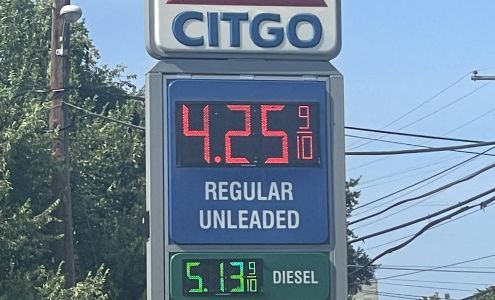 CITGO
4.25 9/10
REGULAR
UNLEADED
5.13 9/10 DIESEL